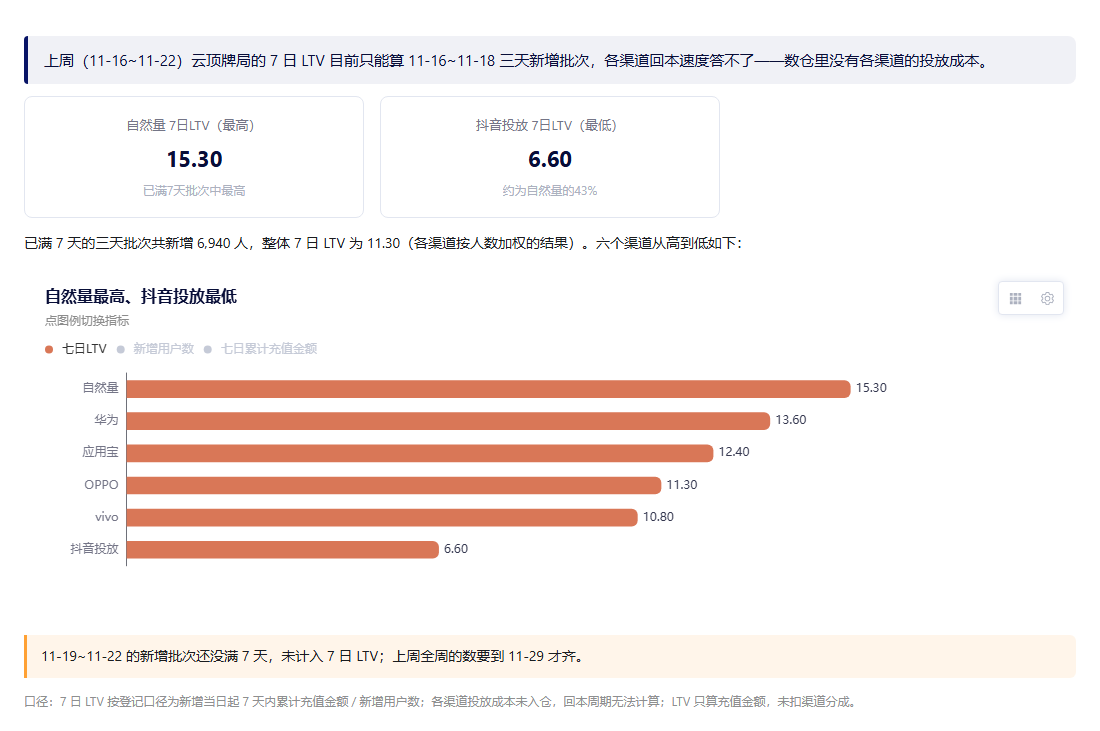 上周（11-16~11-22）云顶牌局的 7 日 LTV 目前只能算 11-16~11-18 三天新增批次，各渠道回本速度答不了——数仓里没有各渠道的投放成本。
自然量 7日LTV（最高）
15.30
已满7天批次中最高
抖音投放 7日LTV（最低）
6.60
约为自然量的43%
已满 7 天的三天批次共新增 6,940 人，整体 7 日 LTV 为 11.30（各渠道按人数加权的结果）。六个渠道从高到低如下：
自然量最高、抖音投放最低
点图例切换指标
七日LTV 新增用户数 七日累计充值金额
自然量 15.30
华为 13.60
应用宝 12.40
OPPO 11.30
vivo 10.80
抖音投放 6.60
11-19~11-22 的新增批次还没满 7 天，未计入 7 日 LTV；上周全周的数要到 11-29 才齐。
口径：7 日 LTV 按登记口径为新增当日起 7 天内累计充值金额 / 新增用户数；各渠道投放成本未入仓，回本周期无法计算；LTV 只算充值金额，未扣渠道分成。